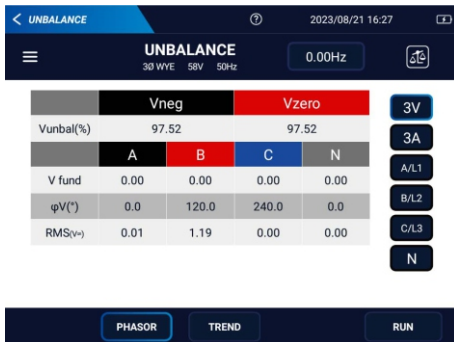 UNBALANCE ? 2023/08/21 16:27
UNBALANCE
3Ø WYE 58V 50Hz
0.00Hz
Vneg Vzero
Vunbal(%) 97.52 97.52
A B C N
V fund 0.00 0.00 0.00 0.00
φV(°) 0.0 120.0 240.0 0.0
RMS(V≂) 0.01 1.19 0.00 0.00
3V
3A
A/L1
B/L2
C/L3
N
PHASOR TREND RUN